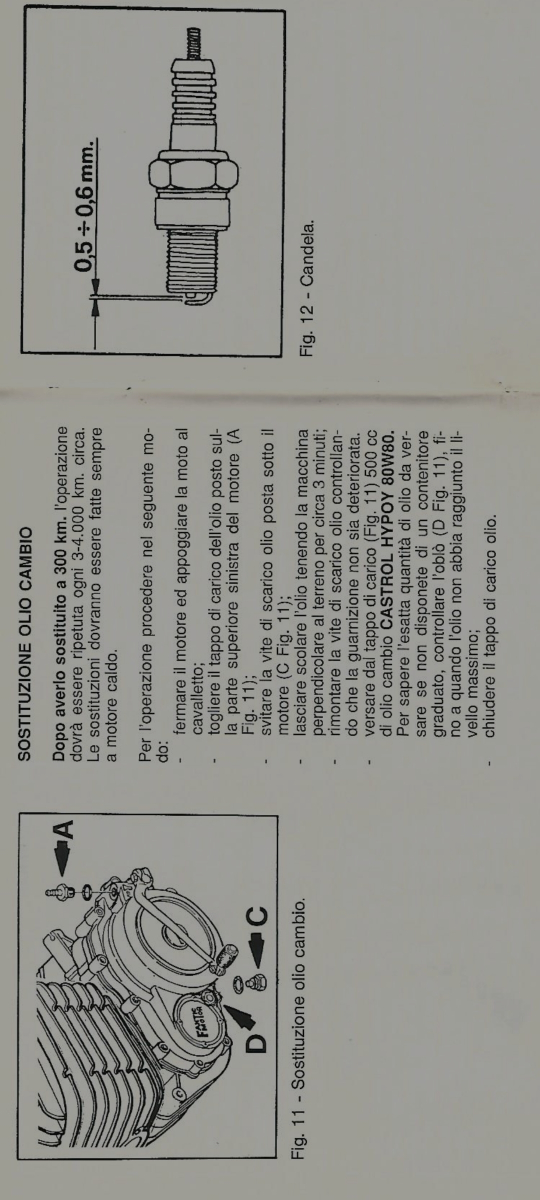 A
C
D
FANTIC
MOTOR
Fig. 11 - Sostituzione olio cambio.
SOSTITUZIONE OLIO CAMBIO
Dopo averlo sostituito a 300 km. l'operazione
dovrà essere ripetuta ogni 3-4.000 km. circa.
Le sostituzioni dovranno essere fatte sempre
a motore caldo.
Per l'operazione procedere nel seguente mo-
do:
- fermare il motore ed appoggiare la moto al
cavalletto;
- togliere il tappo di carico dell'olio posto sul-
la parte superiore sinistra del motore (A
Fig. 11);
- svitare la vite di scarico olio posta sotto il
motore (C Fig. 11);
- lasciare scolare l'olio tenendo la macchina
perpendicolare al terreno per circa 3 minuti;
- rimontare la vite di scarico olio controllan-
do che la guarnizione non sia deteriorata.
- versare dal tappo di carico (Fig. 11) 500 cc
di olio cambio CASTROL HYPOY 80W80.
Per sapere l'esatta quantità di olio da ver-
sare se non disponete di un contenitore
graduato, controllare l'oblò (D Fig. 11), fi-
no a quando l'olio non abbia raggiunto il li-
vello massimo;
- chiudere il tappo di carico olio.
0,5 ÷ 0,6 mm.
Fig. 12 - Candela.